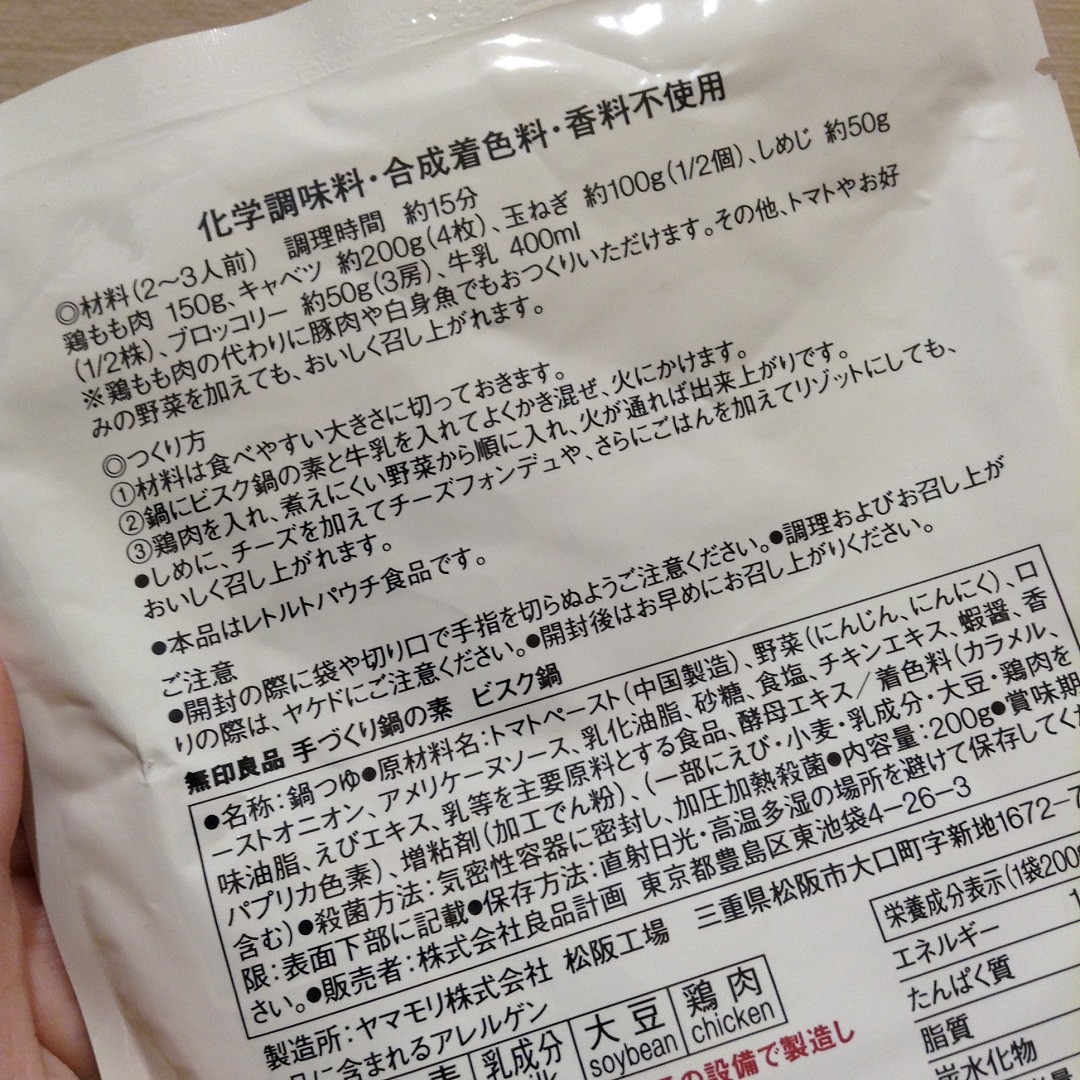 化学調味料・合成着色料・香料不使用
◎材料(2〜3人前)　調理時間　約15分
鶏もも肉 150g、キャベツ 約200g(4枚)、玉ねぎ 約100g(1/2個)、しめじ 約50g
(1/2株)、ブロッコリー 約50g(3房)、牛乳 400ml
※鶏もも肉の代わりに豚肉や白身魚でもおつくりいただけます。その他、トマトやお好
みの野菜を加えても、おいしく召し上がれます。
◎つくり方
①材料は食べやすい大きさに切っておきます。
②鍋にビスク鍋の素と牛乳を入れてよくかき混ぜ、火にかけます。
③鶏肉を入れ、煮えにくい野菜から順に入れ、火が通れば出来上がりです。
●しめに、チーズを加えてチーズフォンデュや、さらにごはんを加えてリゾットにしても、
おいしく召し上がれます。
●本品はレトルトパウチ食品です。
ご注意
●開封の際に袋や切り口で手指を切らぬようご注意ください。●調理およびお召し上が
りの際は、ヤケドにご注意ください。●開封後はお早めにお召し上がりください。
無印良品 手づくり鍋の素　ビスク鍋
●名称:鍋つゆ●原材料名:トマトペースト(中国製造)、野菜(にんじん、にんにく)、ロ
ーストオニオン、アメリケーヌソース、乳化油脂、砂糖、食塩、チキンエキス、蝦醤、香
味油脂、えびエキス、乳等を主要原料とする食品、酵母エキス/着色料(カラメル、
パプリカ色素)、増粘剤(加工でん粉)、(一部にえび・小麦・乳成分・大豆・鶏肉を
含む)●殺菌方法:気密性容器に密封し、加圧加熱殺菌●内容量:200g●賞味期
限:表面下部に記載●保存方法:直射日光・高温多湿の場所を避けて保存してくだ
さい。●販売者:株式会社良品計画 東京都豊島区東池袋4-26-3
製造所:ヤマモリ株式会社 松阪工場 三重県松阪市大口町字新地1672-7
品に含まれるアレルゲン
麦 乳成分 大豆 鶏肉
soybean chicken
の設備で製造し
栄養成分表示(1袋200g
エネルギー
たんぱく質
脂質
炭水化物